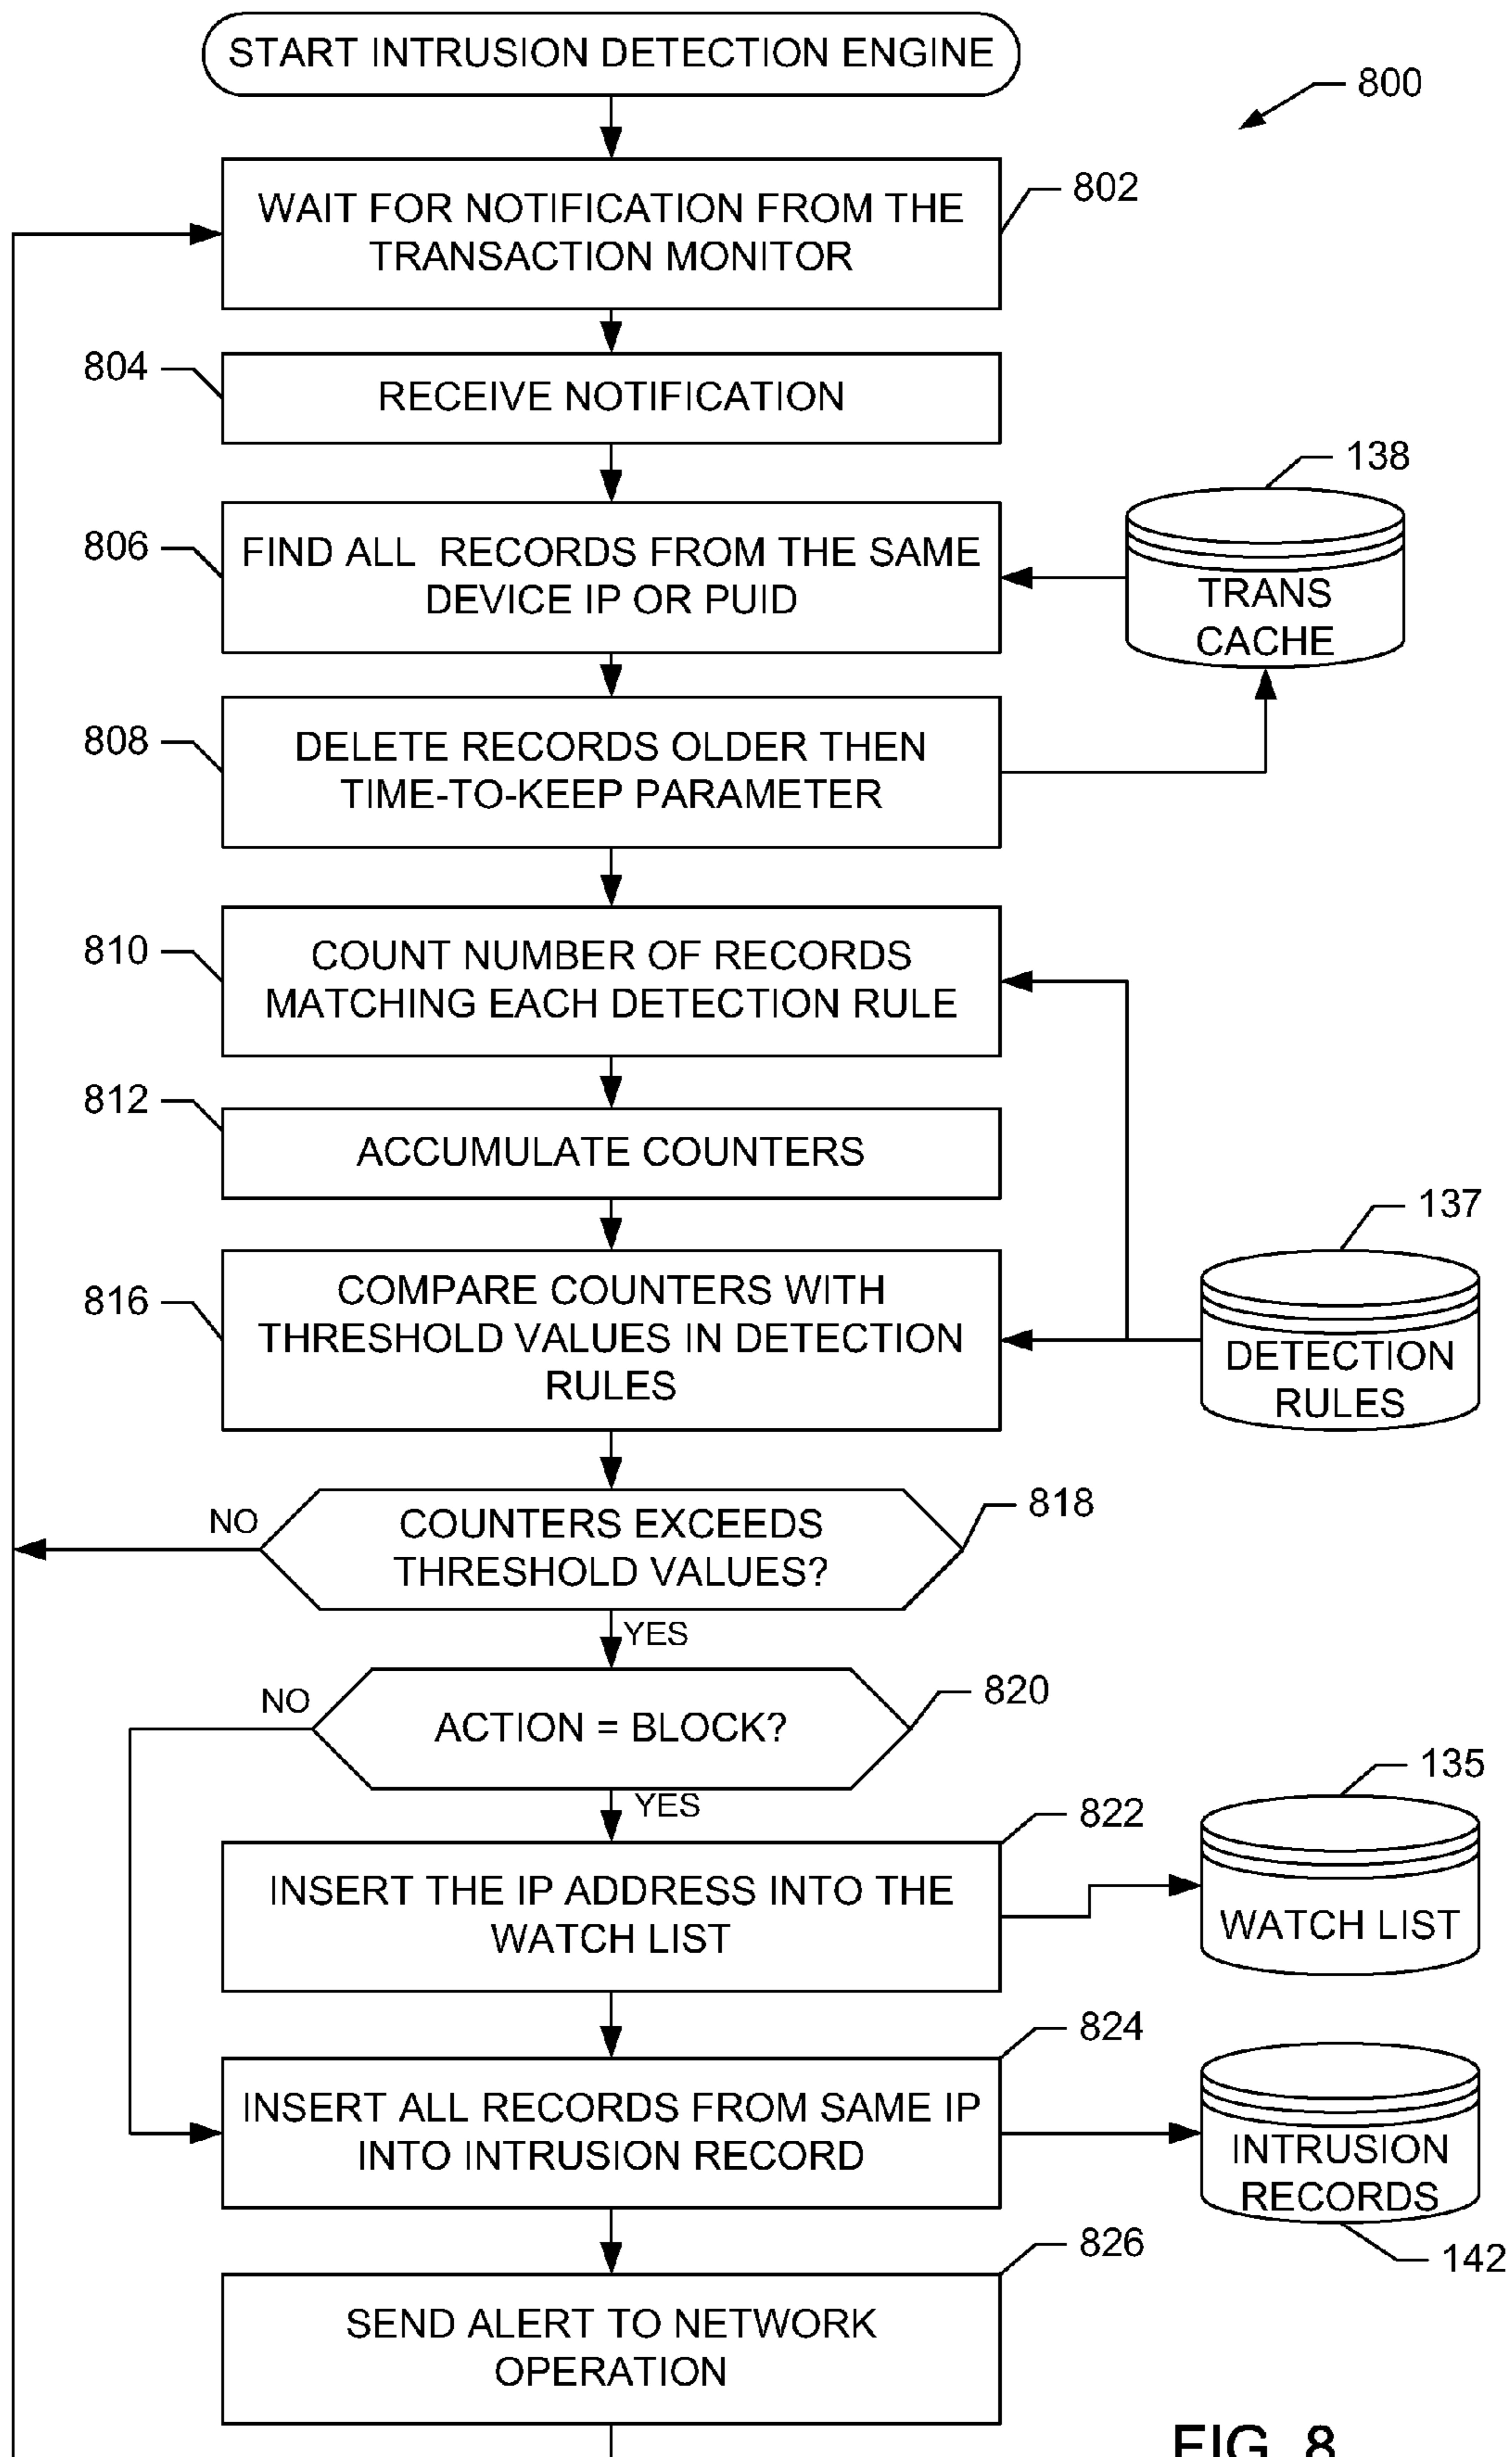 START INTRUSION DETECTION ENGINE
800
WAIT FOR NOTIFICATION FROM THE
TRANSACTION MONITOR
802
804
RECEIVE NOTIFICATION
138
806
FIND ALL RECORDS FROM THE SAME
DEVICE IP OR PUID
TRANS
CACHE
808
DELETE RECORDS OLDER THEN
TIME-TO-KEEP PARAMETER
810
COUNT NUMBER OF RECORDS
MATCHING EACH DETECTION RULE
812
ACCUMULATE COUNTERS
137
816
COMPARE COUNTERS WITH
THRESHOLD VALUES IN DETECTION
RULES
DETECTION
RULES
NO
COUNTERS EXCEEDS
THRESHOLD VALUES?
818
YES
NO
ACTION = BLOCK?
820
YES
135
822
INSERT THE IP ADDRESS INTO THE
WATCH LIST
WATCH LIST
824
INSERT ALL RECORDS FROM SAME IP
INTO INTRUSION RECORD
INTRUSION
RECORDS
142
826
SEND ALERT TO NETWORK
OPERATION
FIG. 8